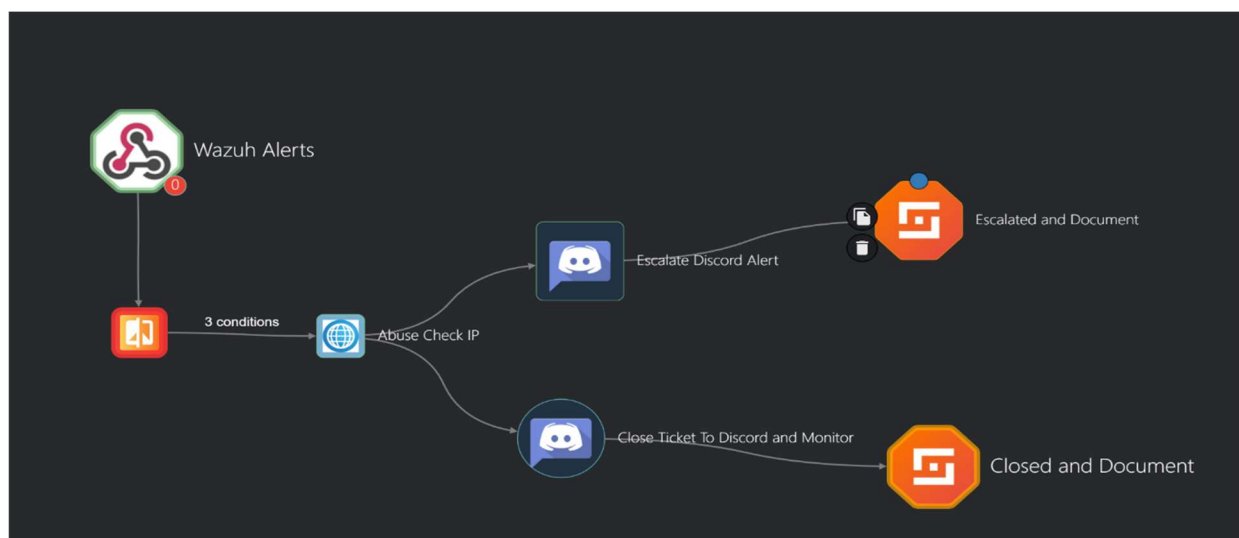 Wazuh Alerts
0
Escalated and Document
Escalate Discord Alert
3 conditions
Abuse Check IP
Close Ticket To Discord and Monitor
Closed and Document